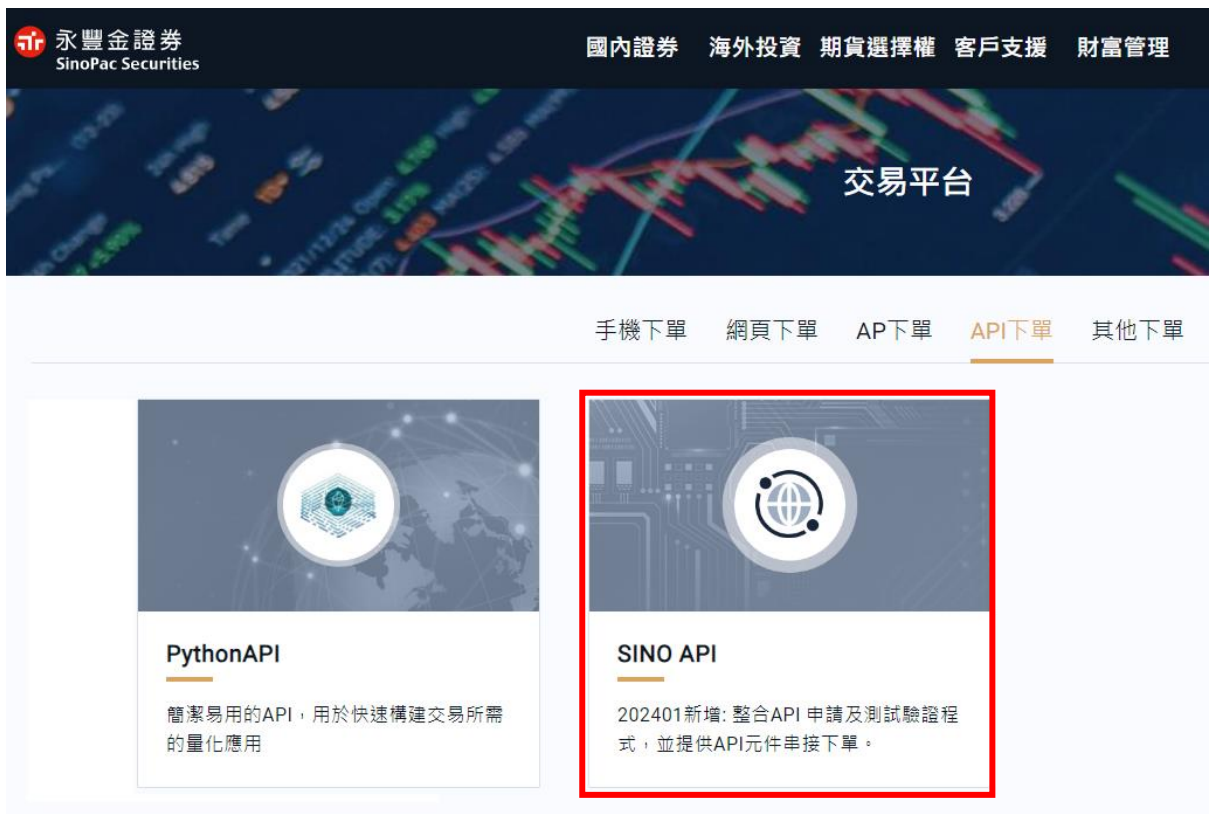 永豐金證券
SinoPac Securities
國內證券 海外投資 期貨選擇權 客戶支援 財富管理
交易平台
手機下單 網頁下單 AP下單 API下單 其他下單
PythonAPI
簡潔易用的API，用於快速構建交易所需
的量化應用
SINO API
202401新增: 整合API 申請及測試驗證程
式，並提供API元件串接下單。